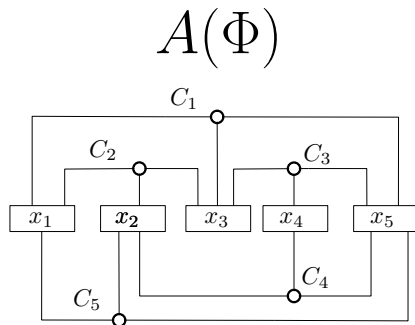 A(Φ)
C₁
C₂ C₃
x₁ x₂ x₃ x₄ x₅
C₄
C₅